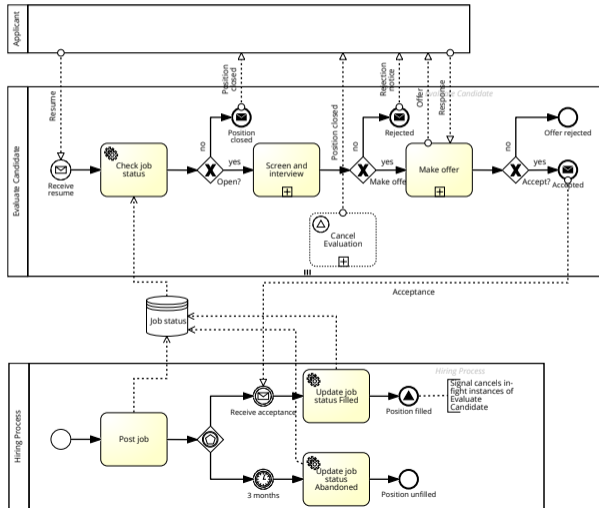 Applicant
Position
closed
Rejection
notice
Offer
Response
Resume
Position closed
Evaluate Candidate
Evaluate Candidate
no
no
no
Position
closed
Rejected
Offer rejected
Check job
status
Screen and
interview
Make offer
yes
yes
yes
Open?
Make offe
Accept?
Accepted
Receive
resume
Cancel
Evaluation
Acceptance
Job status
Hiring Process
Hiring Process
Update job
status Filled
Signal cancels in-
fight instances of
Evaluate
Candidate
Receive acceptance
Position filled
Post job
Update job
status
Abandoned
3 months
Position unfilled